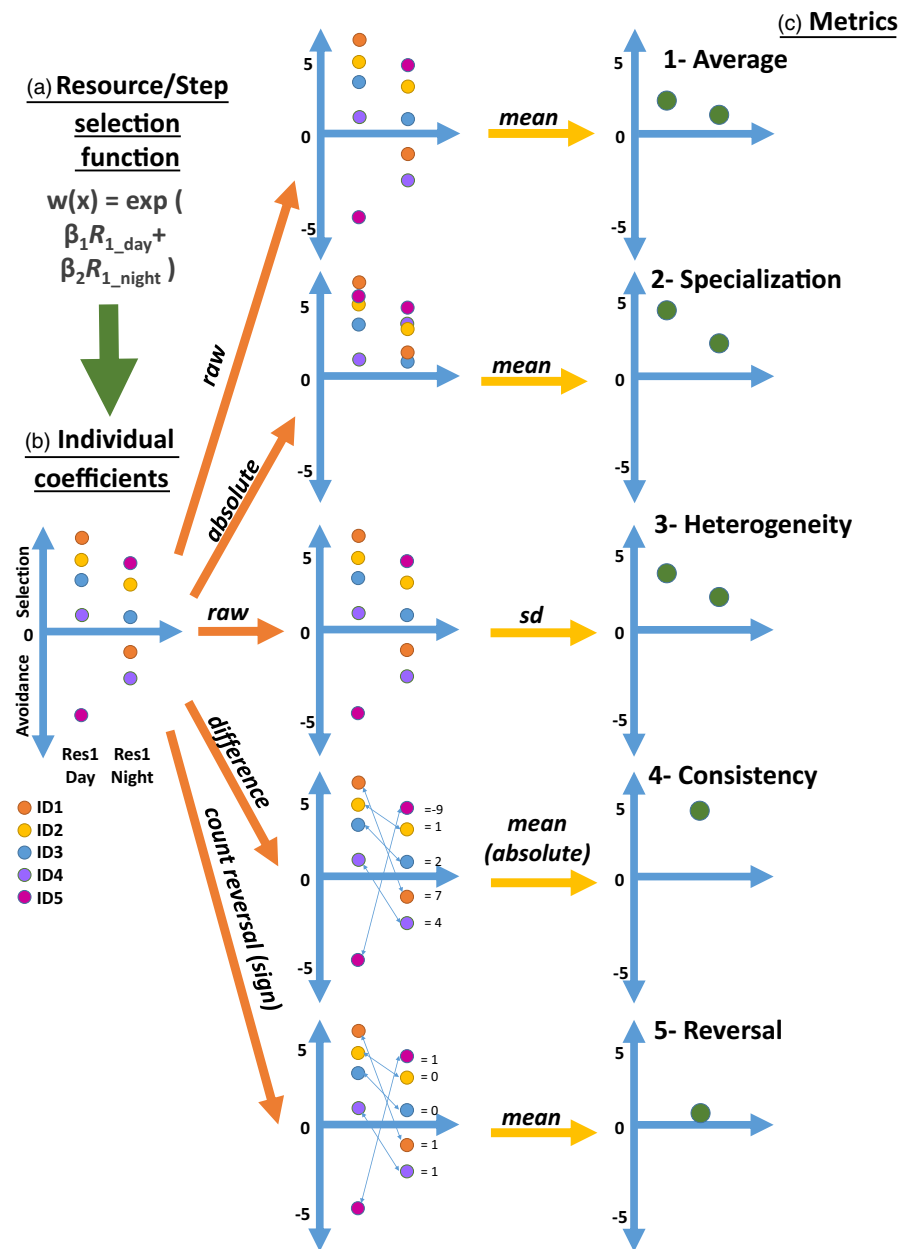 (a) Resource/Step
selection
function
w(x) = exp (
β₁R₁_day+
β₂R₁_night )
(b) Individual
coefficients
Selection
0
Avoidance
Res1
Day
Res1
Night
ID1
ID2
ID3
ID4
ID5
raw
absolute
raw
difference
count reversal (sign)
5
0
-5
mean
5
0
-5
mean
5
0
-5
sd
5
0
-5
=-9
= 1
= 2
= 7
= 4
mean
(absolute)
5
0
-5
= 1
= 0
= 0
= 1
= 1
mean
(c) Metrics
1- Average
5
0
-5
2- Specialization
5
0
-5
3- Heterogeneity
5
0
-5
4- Consistency
5
0
-5
5- Reversal
5
0
-5